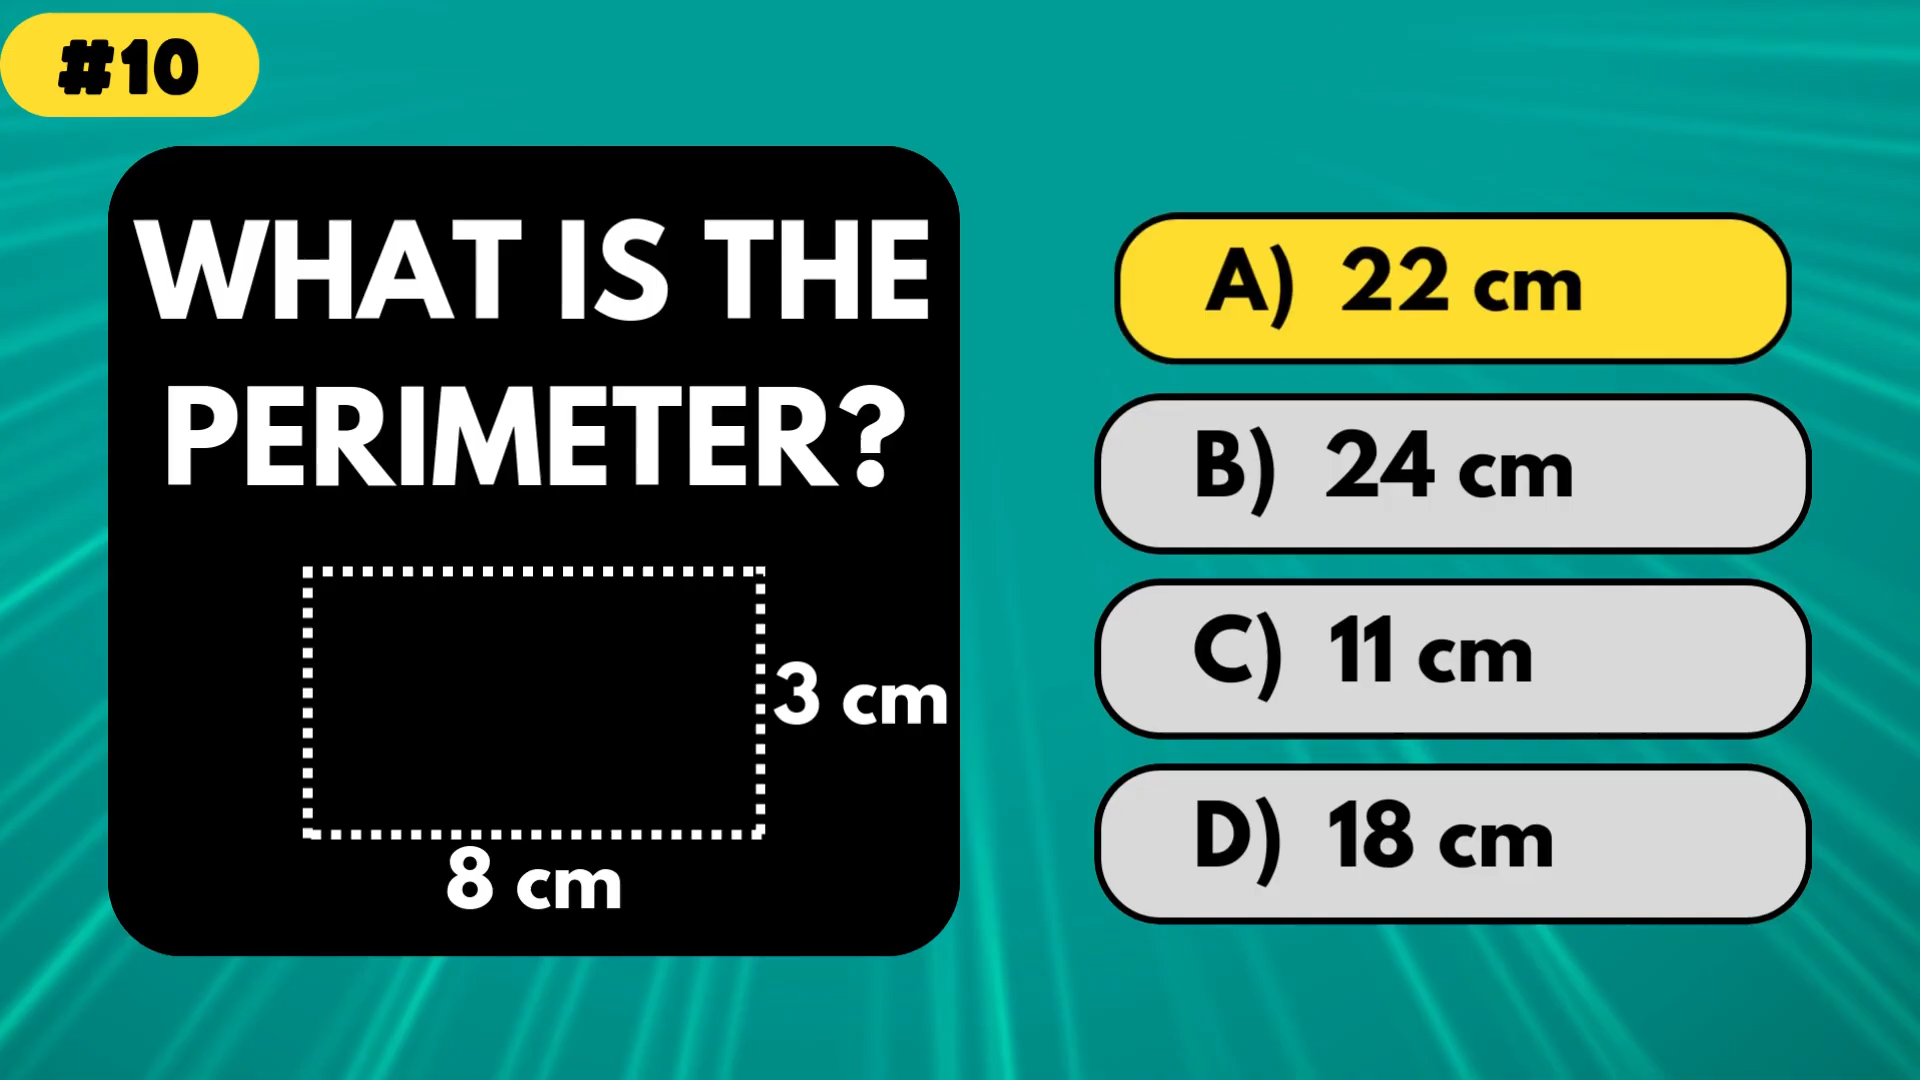 #10
WHAT IS THE
PERIMETER?
3 cm
8 cm
A) 22 cm
B) 24 cm
C) 11 cm
D) 18 cm